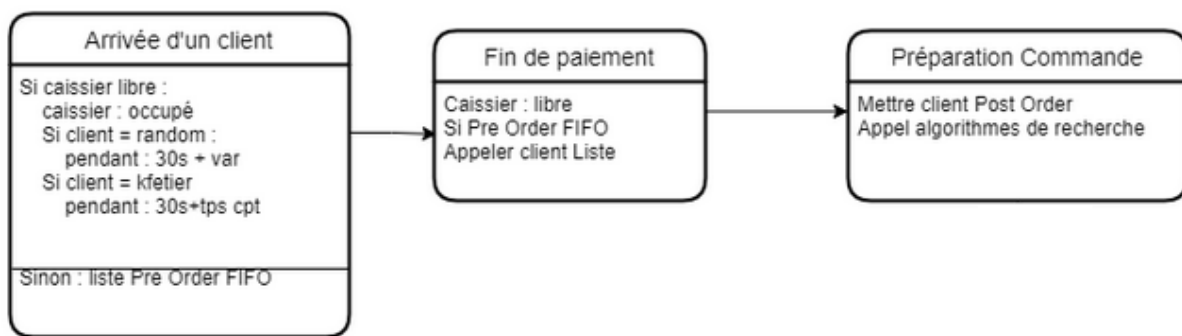 Arrivée d'un client
Si caissier libre :
caissier : occupé
Si client = random :
pendant : 30s + var
Si client = kfetier
pendant : 30s+tps cpt
Sinon : liste Pre Order FIFO
Fin de paiement
Caissier : libre
Si Pre Order FIFO
Appeler client Liste
Préparation Commande
Mettre client Post Order
Appel algorithmes de recherche